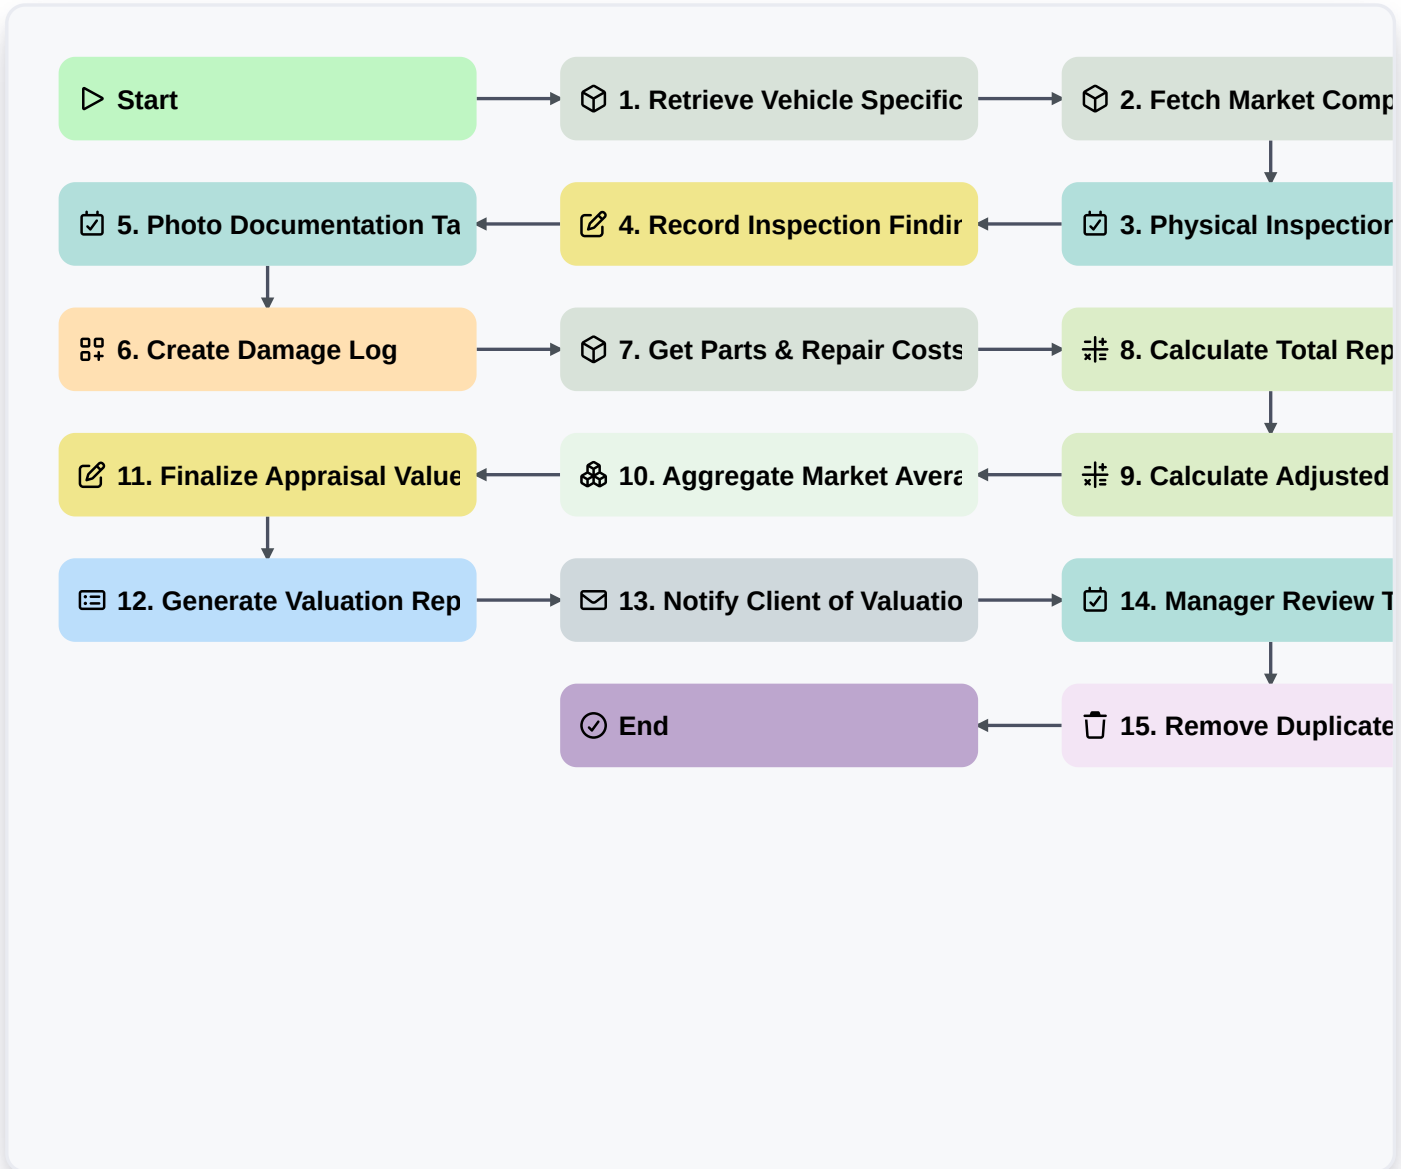 Start
1. Retrieve Vehicle Specific
2. Fetch Market Comp
5. Photo Documentation Ta
4. Record Inspection Findin
3. Physical Inspection
6. Create Damage Log
7. Get Parts & Repair Costs
8. Calculate Total Rep
11. Finalize Appraisal Value
10. Aggregate Market Avera
9. Calculate Adjusted
12. Generate Valuation Rep
13. Notify Client of Valuatio
14. Manager Review T
End
15. Remove Duplicate